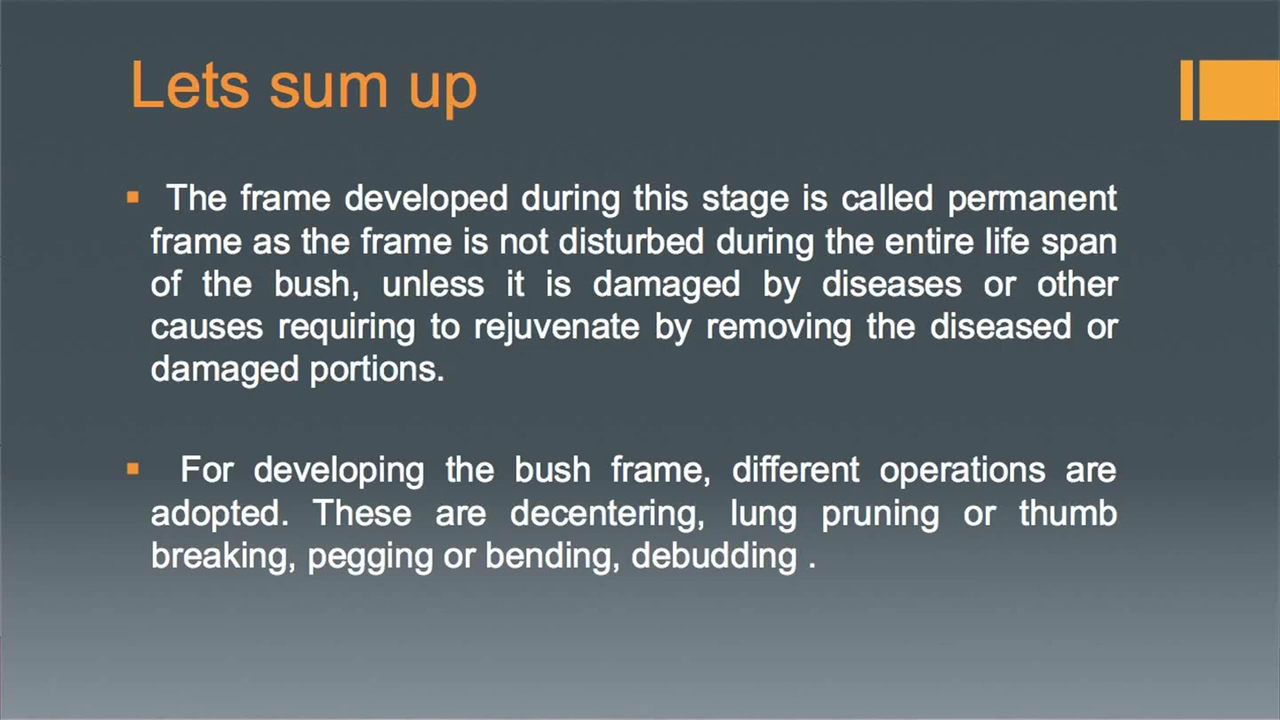 Lets sum up
The frame developed during this stage is called permanent
frame as the frame is not disturbed during the entire life span
of the bush, unless it is damaged by diseases or other
causes requiring to rejuvenate by removing the diseased or
damaged portions.
For developing the bush frame, different operations are
adopted. These are decentering, lung pruning or thumb
breaking, pegging or bending, debudding .